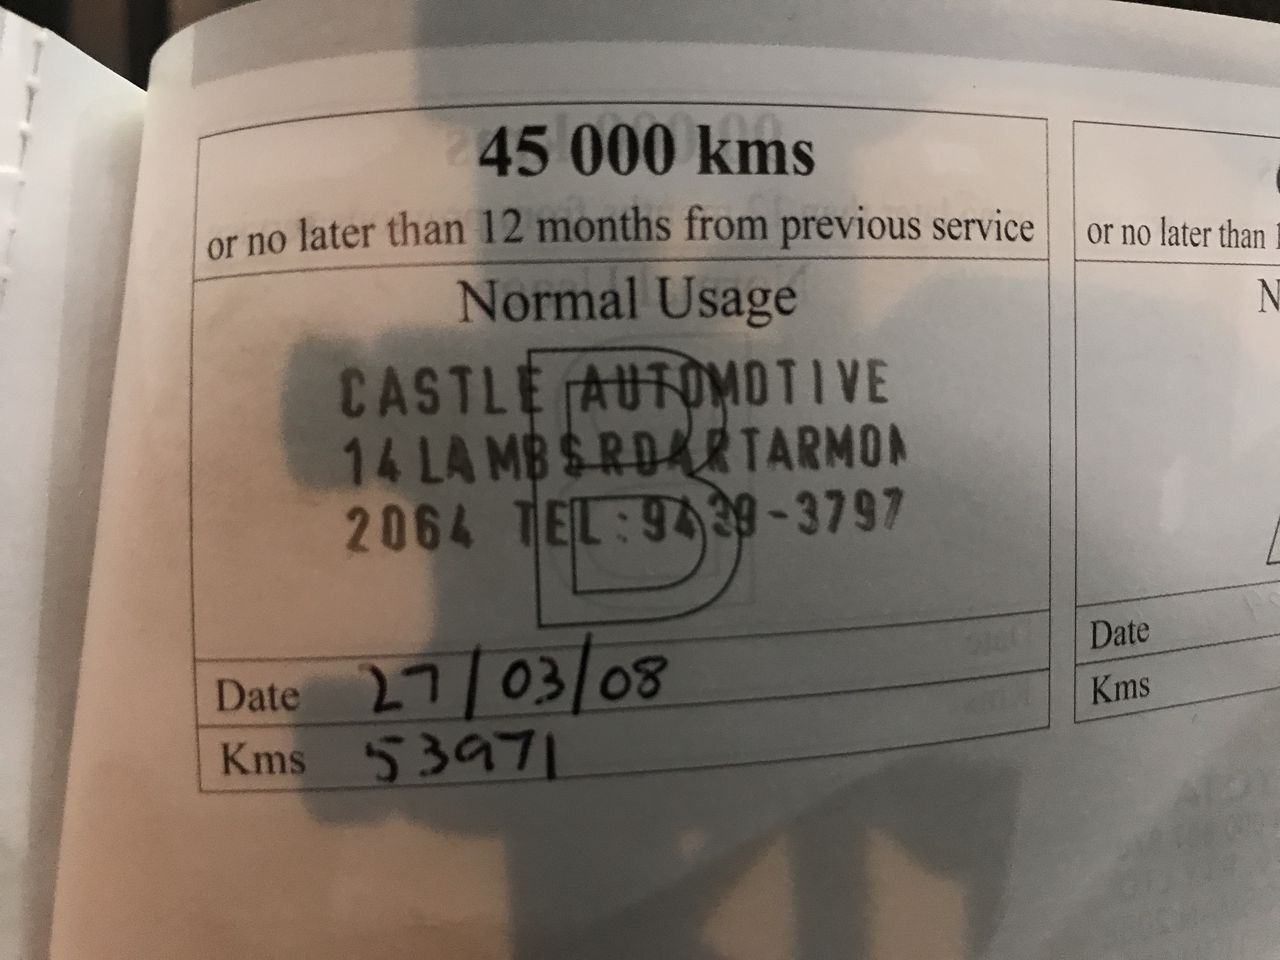 45 000 kms
or no later than 12 months from previous service
Normal Usage
B
CASTLE AUTOMOTIVE
14 LAMBS RD ARTARMON
2064 TEL:9439-3797
Date 27/03/08
Kms 53971
or no later than
N
Date
Kms